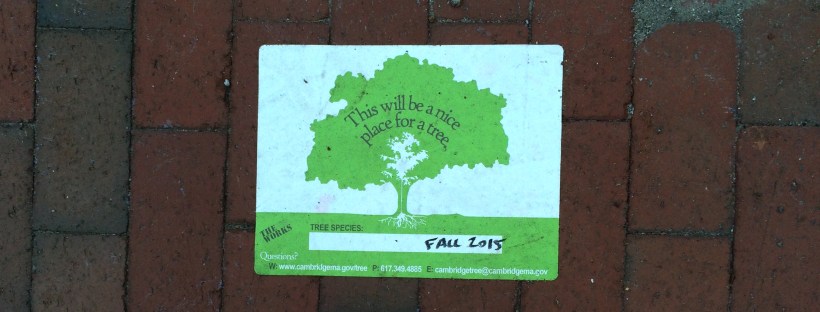 This will be a nice
place for a tree,
THE
WORKS
TREE SPECIES:
FALL 2015
Questions?
W: www.cambridgema.gov/tree P: 617.349.4885 E: cambridgetree@cambridgema.gov